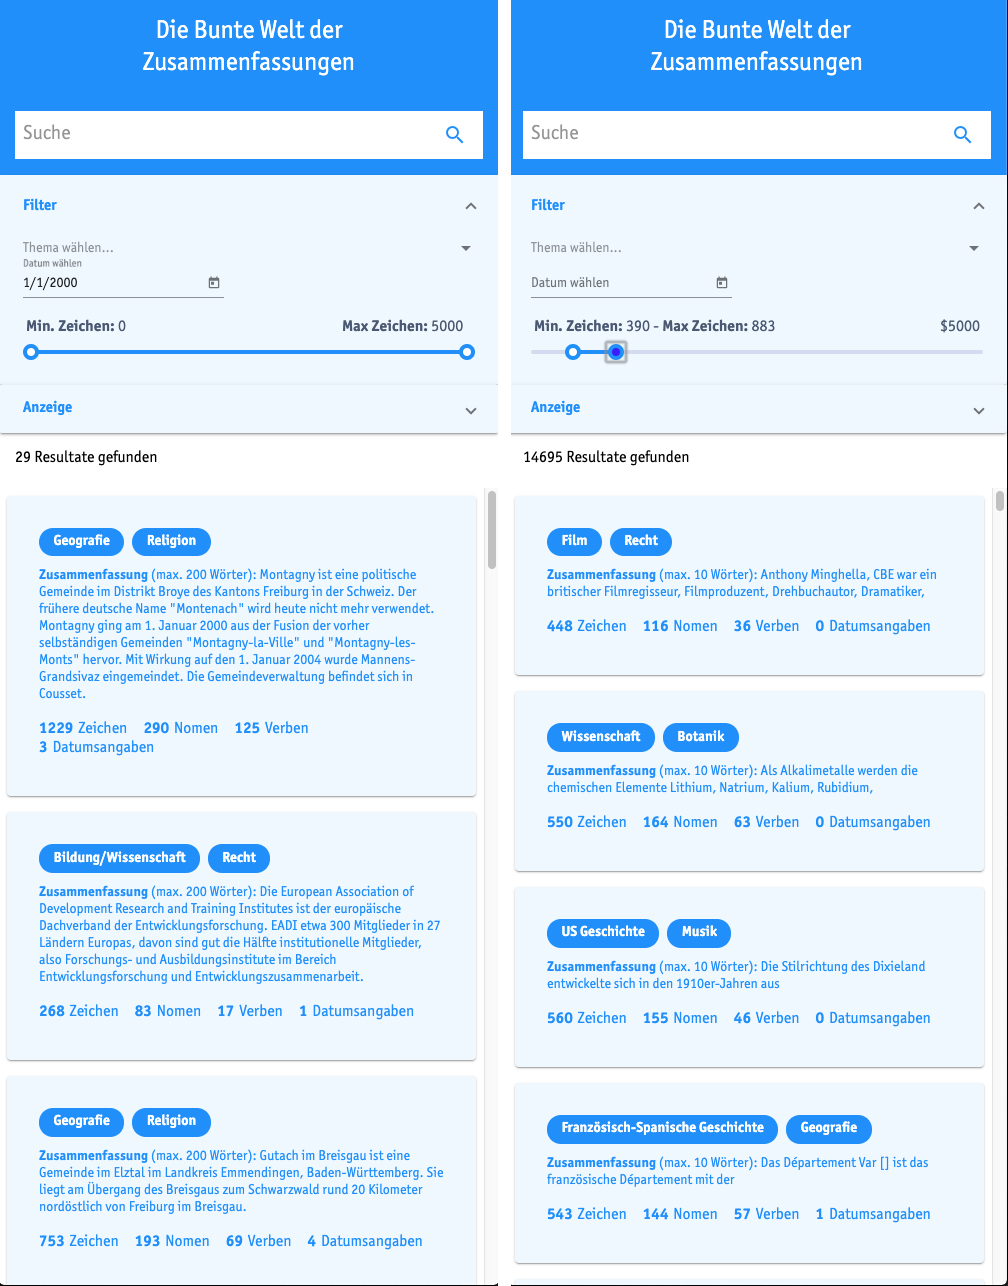 Die Bunte Welt der
Zusammenfassungen
Suche
Filter
Thema wählen...
Datum wählen
1/1/2000
Min. Zeichen: 0
Max Zeichen: 5000
Anzeige
29 Resultate gefunden
Geografie
Religion
Zusammenfassung (max. 200 Wörter): Montagny ist eine politische
Gemeinde im Distrikt Broye des Kantons Freiburg in der Schweiz. Der
frühere deutsche Name "Montenach" wird heute nicht mehr verwendet.
Montagny ging am 1. Januar 2000 aus der Fusion der vorher
selbständigen Gemeinden "Montagny-la-Ville" und "Montagny-les-
Monts" hervor. Mit Wirkung auf den 1. Januar 2004 wurde Mannens-
Grandsivaz eingemeindet. Die Gemeindeverwaltung befindet sich in
Cousset.
1229 Zeichen 290 Nomen 125 Verben
3 Datumsangaben
Bildung/Wissenschaft
Recht
Zusammenfassung (max. 200 Wörter): Die European Association of
Development Research and Training Institutes ist der europäische
Dachverband der Entwicklungsforschung. EADI etwa 300 Mitglieder in 27
Ländern Europas, davon sind gut die Hälfte institutionelle Mitglieder,
also Forschungs- und Ausbildungsinstitute im Bereich
Entwicklungsforschung und Entwicklungszusammenarbeit.
268 Zeichen 83 Nomen 17 Verben 1 Datumsangaben
Geografie
Religion
Zusammenfassung (max. 200 Wörter): Gutach im Breisgau ist eine
Gemeinde im Elztal im Landkreis Emmendingen, Baden-Württemberg. Sie
liegt am Übergang des Breisgaus zum Schwarzwald rund 20 Kilometer
nordöstlich von Freiburg im Breisgau.
753 Zeichen 193 Nomen 69 Verben 4 Datumsangaben
Die Bunte Welt der
Zusammenfassungen
Suche
Filter
Thema wählen...
Datum wählen
Min. Zeichen: 390 - Max Zeichen: 883
$5000
Anzeige
14695 Resultate gefunden
Film
Recht
Zusammenfassung (max. 10 Wörter): Anthony Minghella, CBE war ein
britischer Filmregisseur, Filmproduzent, Drehbuchautor, Dramatiker,
448 Zeichen 116 Nomen 36 Verben 0 Datumsangaben
Wissenschaft
Botanik
Zusammenfassung (max. 10 Wörter): Als Alkalimetalle werden die
chemischen Elemente Lithium, Natrium, Kalium, Rubidium,
550 Zeichen 164 Nomen 63 Verben 0 Datumsangaben
US Geschichte
Musik
Zusammenfassung (max. 10 Wörter): Die Stilrichtung des Dixieland
entwickelte sich in den 1910er-Jahren aus
560 Zeichen 155 Nomen 46 Verben 0 Datumsangaben
Französisch-Spanische Geschichte
Geografie
Zusammenfassung (max. 10 Wörter): Das Département Var [] ist das
französische Département mit der
543 Zeichen 144 Nomen 57 Verben 1 Datumsangaben